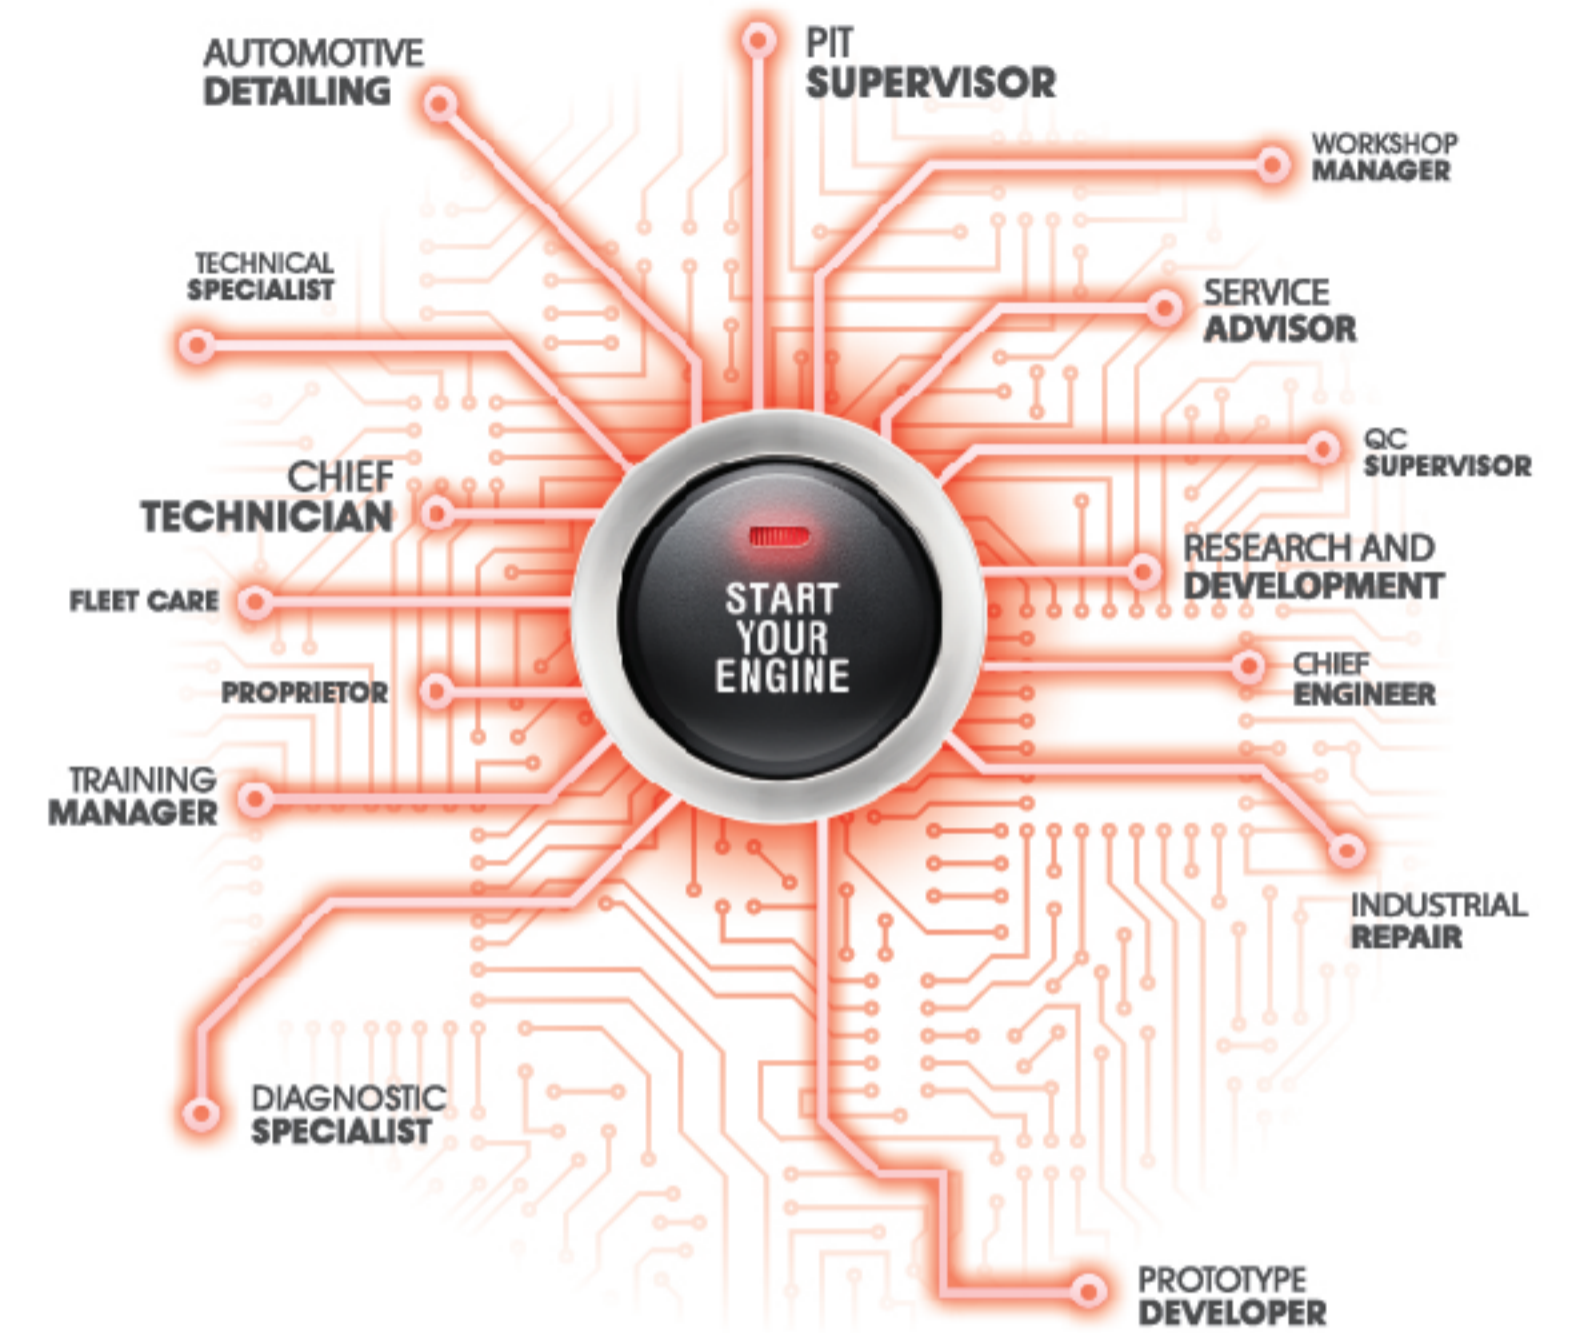 AUTOMOTIVE
DETAILING
PIT
SUPERVISOR
WORKSHOP
MANAGER
TECHNICAL
SPECIALIST
SERVICE
ADVISOR
QC
SUPERVISOR
CHIEF
TECHNICIAN
RESEARCH AND
DEVELOPMENT
FLEET CARE
START
YOUR
ENGINE
CHIEF
ENGINEER
PROPRIETOR
TRAINING
MANAGER
INDUSTRIAL
REPAIR
DIAGNOSTIC
SPECIALIST
PROTOTYPE
DEVELOPER